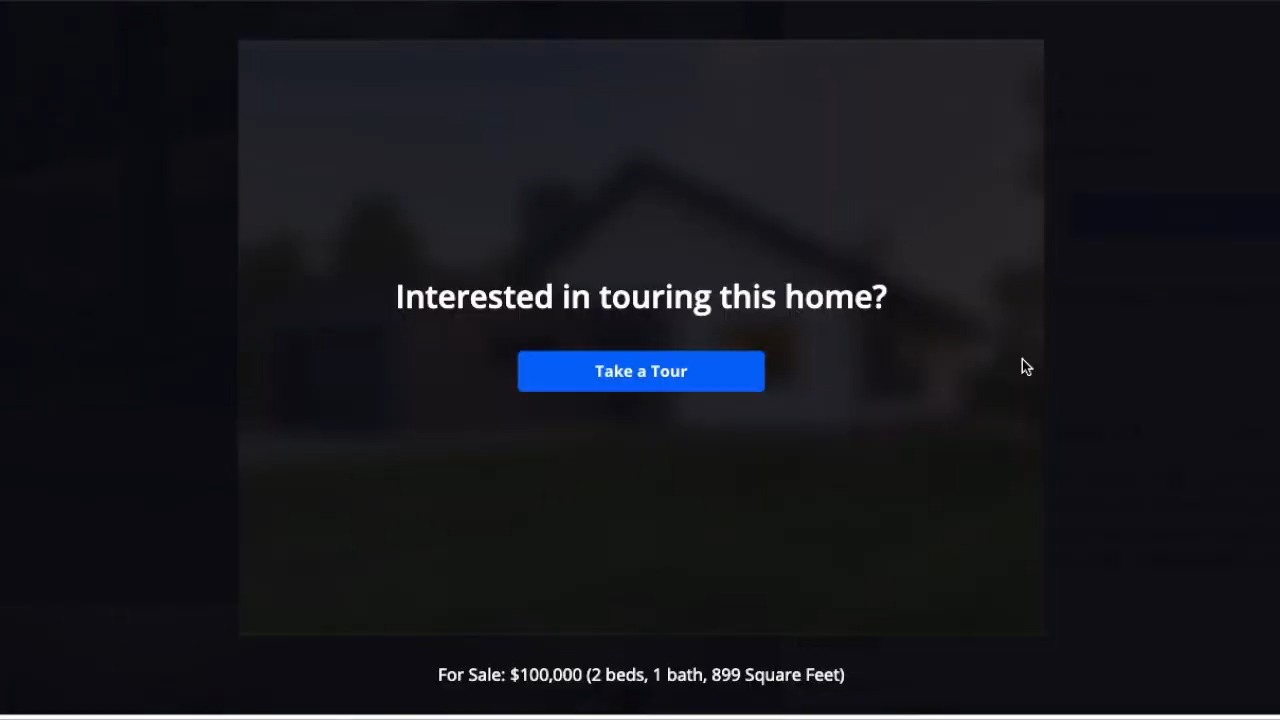 Interested in touring this home?
Take a Tour
For Sale: $100,000 (2 beds, 1 bath, 899 Square Feet)